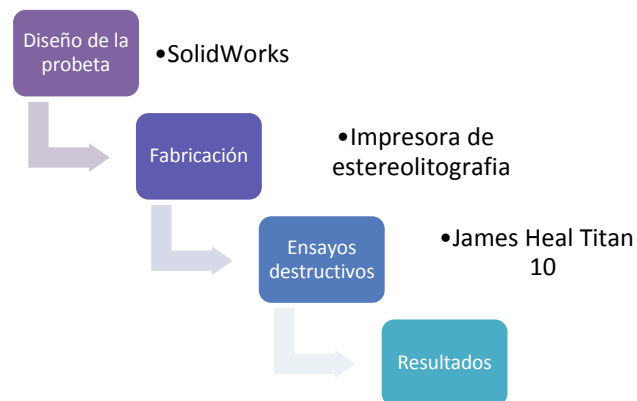 Diseño de la
probeta
•SolidWorks
Fabricación
•Impresora de
estereolitografia
Ensayos
destructivos
•James Heal Titan
10
Resultados